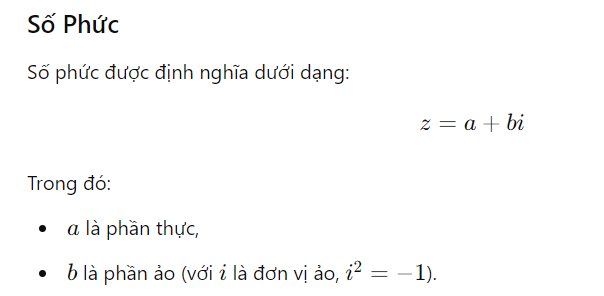 Số Phức
Số phức được định nghĩa dưới dạng:
z = a + bi
Trong đó:
• a là phần thực,
• b là phần ảo (với i là đơn vị ảo, i² = −1).